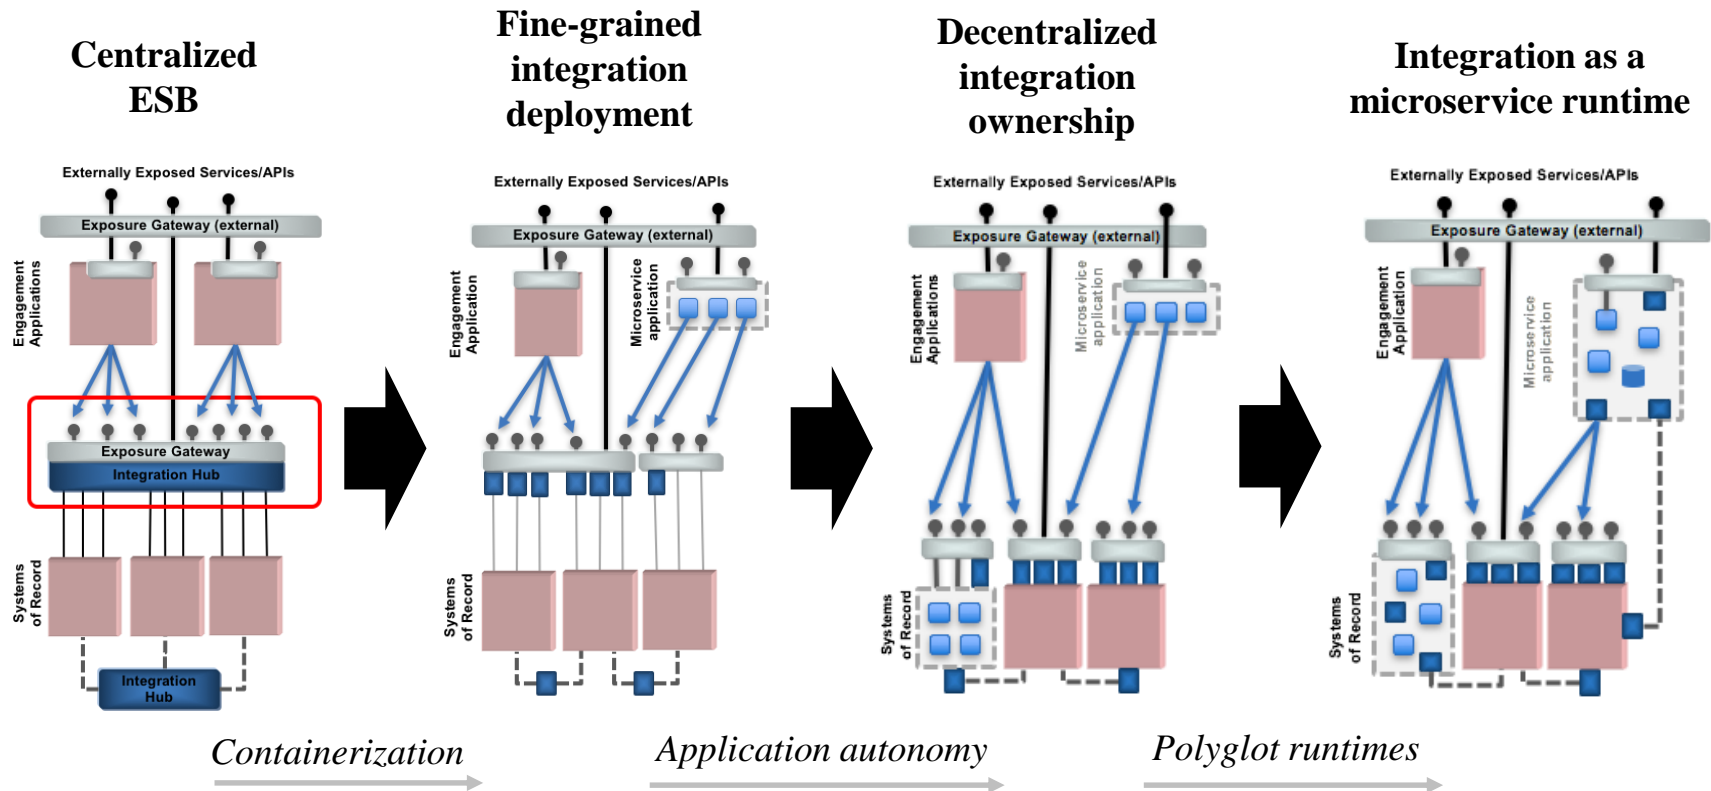 Centralized
ESB
Fine-grained
integration
deployment
Decentralized
integration
ownership
Integration as a
microservice runtime
Externally Exposed Services/APIs
Exposure Gateway (external)
Engagement
Applications
Exposure Gateway
Integration Hub
Systems
of Record
Integration
Hub
Externally Exposed Services/APIs
Exposure Gateway (external)
Engagement
Application
Microservice
application
Systems
of Record
Externally Exposed Services/APIs
Exposure Gateway (external)
Engagement
Applications
Microservice
application
Systems
of Record
Externally Exposed Services/APIs
Exposure Gateway (external)
Engagement
Application
Microservice
application
Systems
of Record
Containerization
Application autonomy
Polyglot runtimes